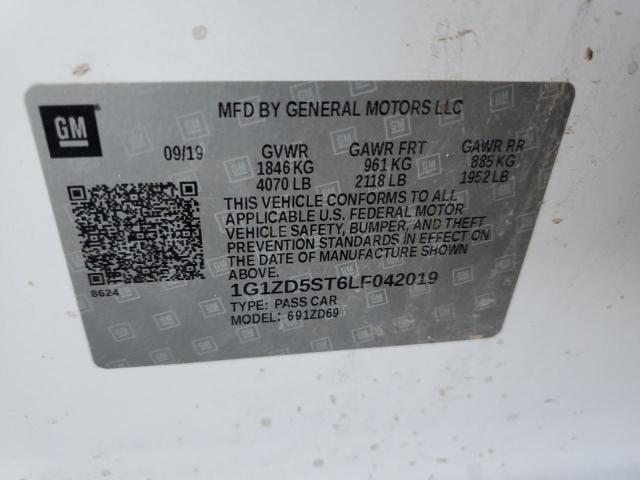 GM
MFD BY GENERAL MOTORS LLC
09/19 GVWR GAWR FRT GAWR RR
1846 KG 961 KG 885 KG
4070 LB 2118 LB 1952 LB
THIS VEHICLE CONFORMS TO ALL
APPLICABLE U.S. FEDERAL MOTOR
VEHICLE SAFETY, BUMPER, AND THEFT
PREVENTION STANDARDS IN EFFECT ON
THE DATE OF MANUFACTURE SHOWN
ABOVE.
8624
1G1ZD5ST6LF042019
TYPE: PASS CAR
MODEL: 691ZD69